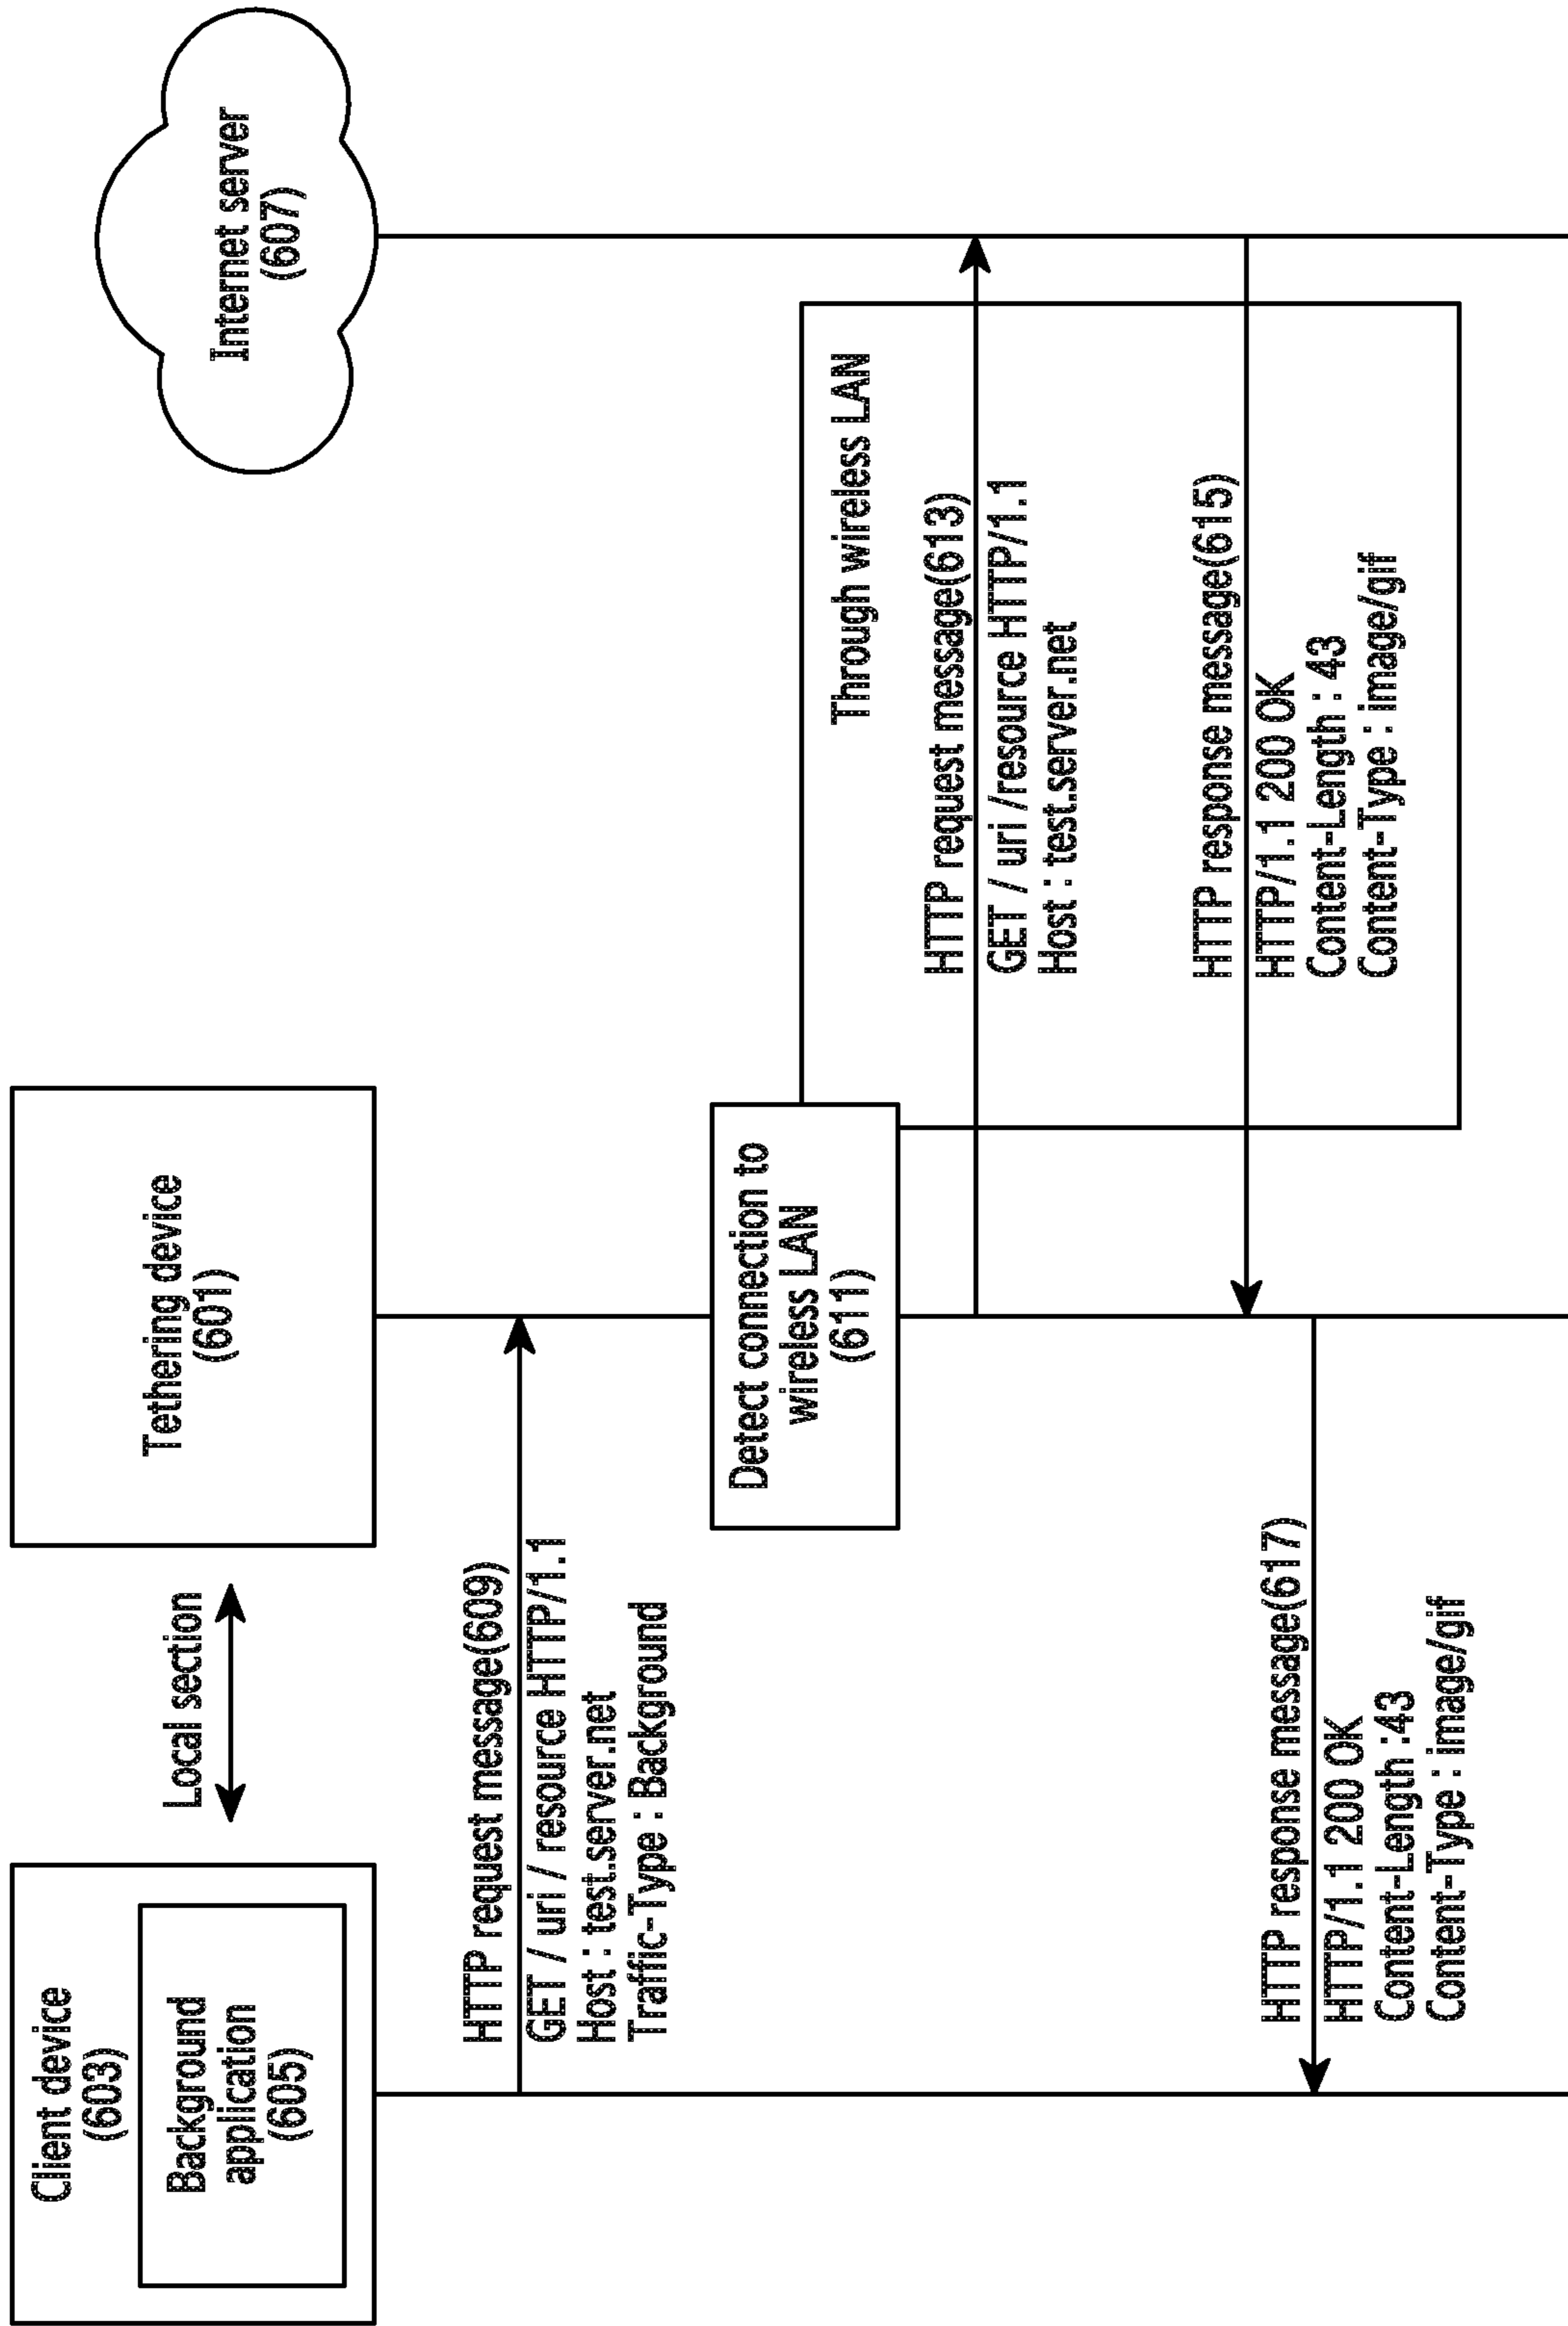 Client device
(603)
Background
application
(605)
Local section
Tethering device
(601)
Internet server
(607)
HTTP request message(609)
GET / uri / resource HTTP/1.1
Host : test.server.net
Traffic-Type : Background
Detect connection to
wireless LAN
(611)
Through wireless LAN
HTTP request message(613)
GET / uri /resource HTTP/1.1
Host : test.server.net
HTTP response message(615)
HTTP/1.1 200 OK
Content-Length : 43
Content-Type : image/gif
HTTP response message(617)
HTTP/1.1 200 OK
Content-Length :43
Content-Type : image/gif